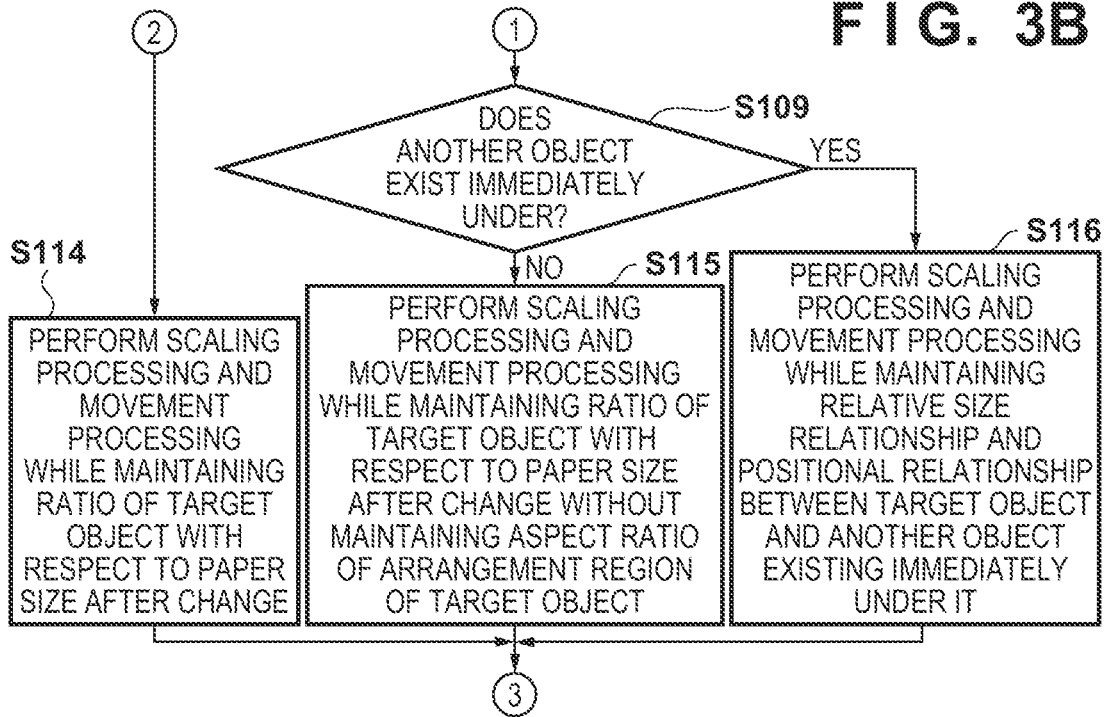 FIG. 3B
2
1
DOES
ANOTHER OBJECT
EXIST IMMEDIATELY
UNDER?
S109
YES
NO
S114
PERFORM SCALING
PROCESSING AND
MOVEMENT
PROCESSING
WHILE MAINTAINING
RATIO OF TARGET
OBJECT WITH
RESPECT TO PAPER
SIZE AFTER CHANGE
S115
PERFORM SCALING
PROCESSING AND
MOVEMENT PROCESSING
WHILE MAINTAINING RATIO OF
TARGET OBJECT WITH
RESPECT TO PAPER SIZE
AFTER CHANGE WITHOUT
MAINTAINING ASPECT RATIO
OF ARRANGEMENT REGION
OF TARGET OBJECT
S116
PERFORM SCALING
PROCESSING AND
MOVEMENT PROCESSING
WHILE MAINTAINING
RELATIVE SIZE
RELATIONSHIP AND
POSITIONAL RELATIONSHIP
BETWEEN TARGET OBJECT
AND ANOTHER OBJECT
EXISTING IMMEDIATELY
UNDER IT
3